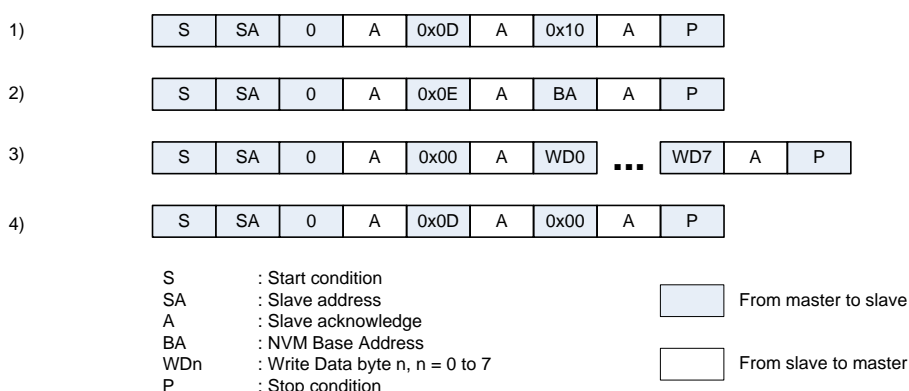 1) S SA 0 A 0x0D A 0x10 A P
2) S SA 0 A 0x0E A BA A P
3) S SA 0 A 0x00 A WD0 ... WD7 A P
4) S SA 0 A 0x0D A 0x00 A P
S : Start condition
SA : Slave address
A : Slave acknowledge
BA : NVM Base Address
WDn : Write Data byte n, n = 0 to 7
P : Stop condition
From master to slave
From slave to master